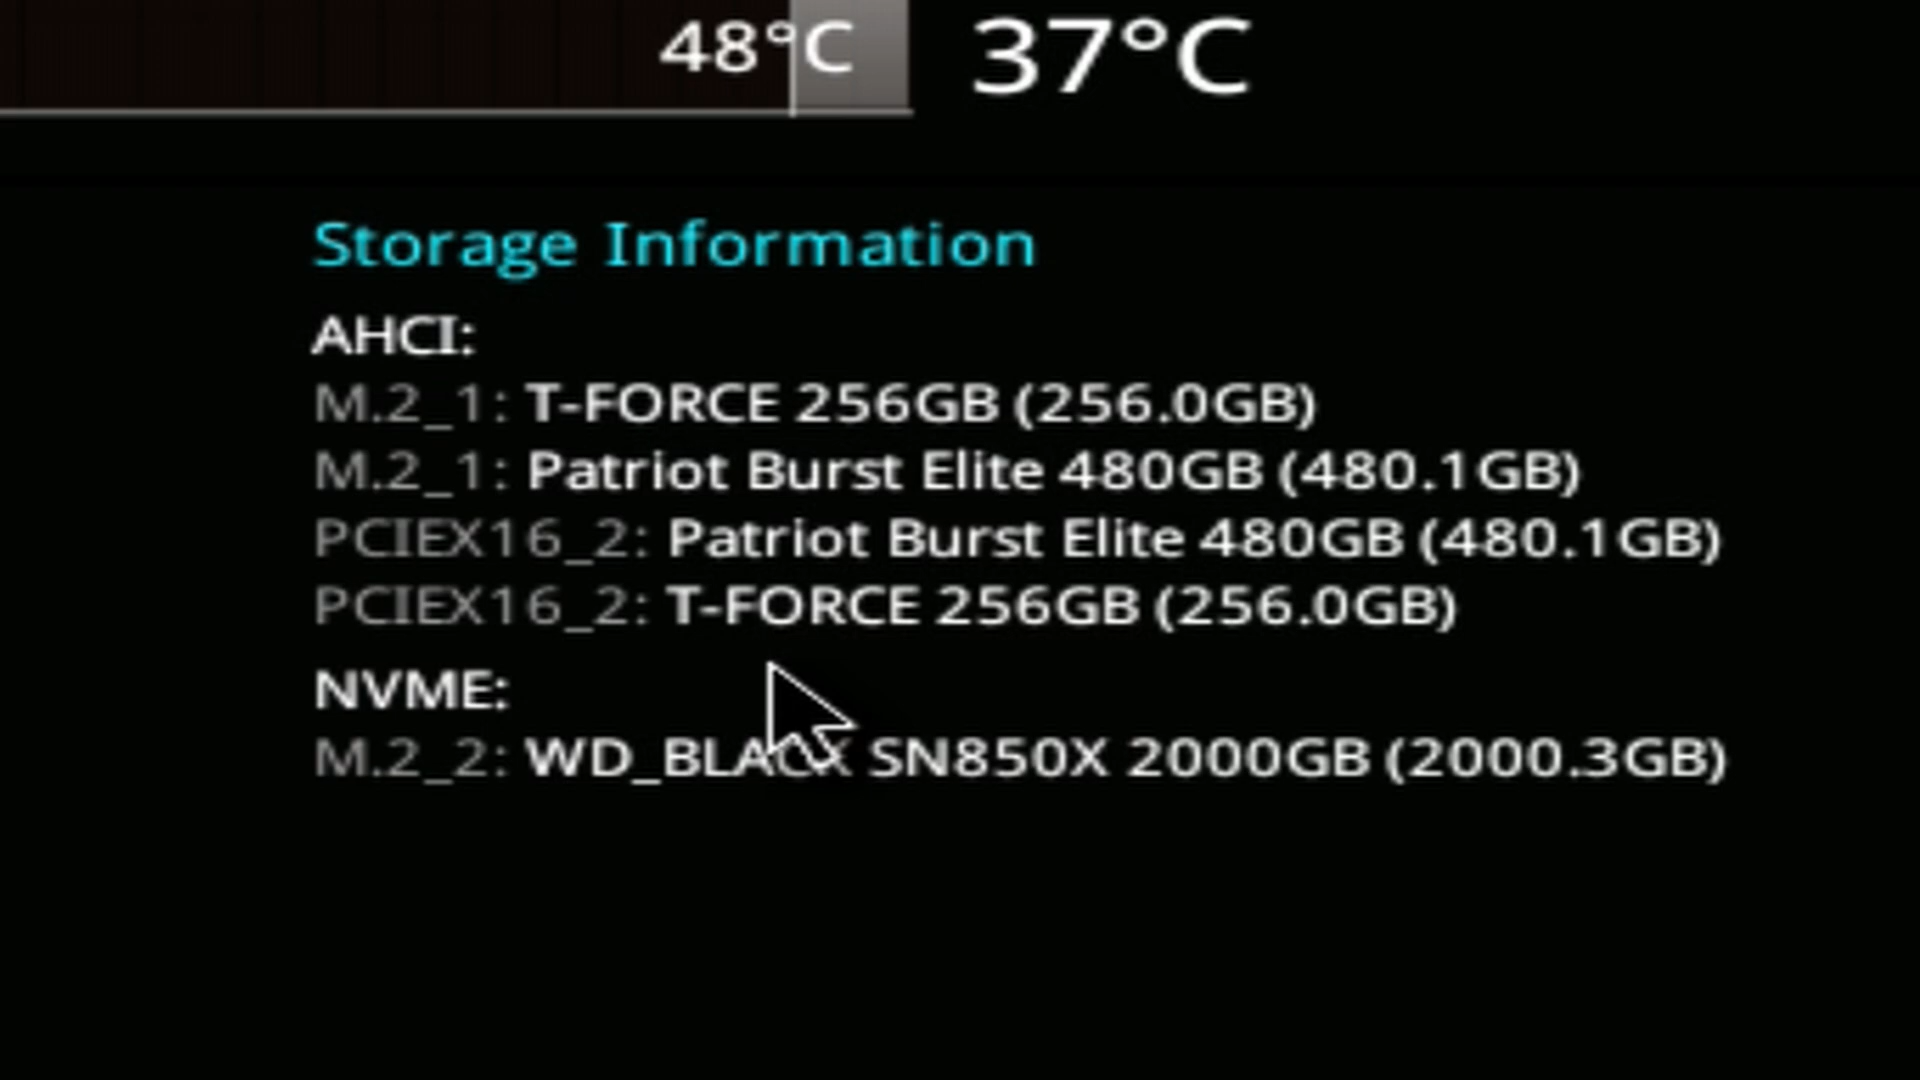 48°C 37°C
Storage Information
AHCI:
M.2_1: T-FORCE 256GB (256.0GB)
M.2_1: Patriot Burst Elite 480GB (480.1GB)
PCIEX16_2: Patriot Burst Elite 480GB (480.1GB)
PCIEX16_2: T-FORCE 256GB (256.0GB)
NVME:
M.2_2: WD_BLACK SN850X 2000GB (2000.3GB)